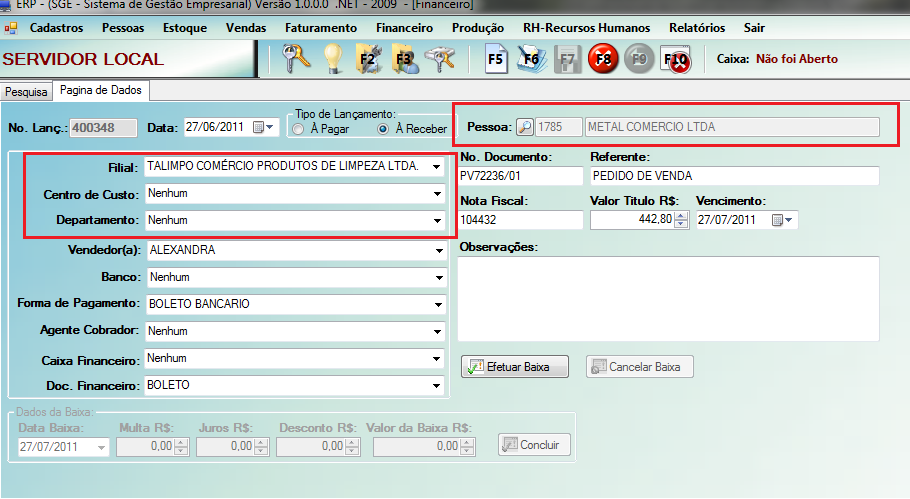 ERP - (SGE - Sistema de Gestão Empresarial) Versão 1.0.0.0 .NET - 2009 - [Financeiro]
Cadastros Pessoas Estoque Vendas Faturamento Financeiro Produção RH-Recursos Humanos Relatórios Sair
SERVIDOR LOCAL F2 F3 F5 F6 F7 F8 F9 F10 Caixa: Não foi Aberto
Pesquisa Pagina de Dados
No. Lanç.: 400348 Data: 27/06/2011 Tipo de Lançamento: À Pagar À Receber Pessoa: 1785 METAL COMERCIO LTDA
Filial: TALIMPO COMÉRCIO PRODUTOS DE LIMPEZA LTDA.
Centro de Custo: Nenhum
Departamento: Nenhum
Vendedor(a): ALEXANDRA
Banco: Nenhum
Forma de Pagamento: BOLETO BANCARIO
Agente Cobrador: Nenhum
Caixa Financeiro: Nenhum
Doc. Financeiro: BOLETO
No. Documento: Referente:
PV72236/01 PEDIDO DE VENDA
Nota Fiscal: Valor Titulo R$: Vencimento:
104432 442,80 27/07/2011
Observações:
Efetuar Baixa Cancelar Baixa
Dados da Baixa:
Data Baixa: Multa R$: Juros R$: Desconto R$: Valor da Baixa R$:
27/07/2011 0,00 0,00 0,00 0,00 Concluir